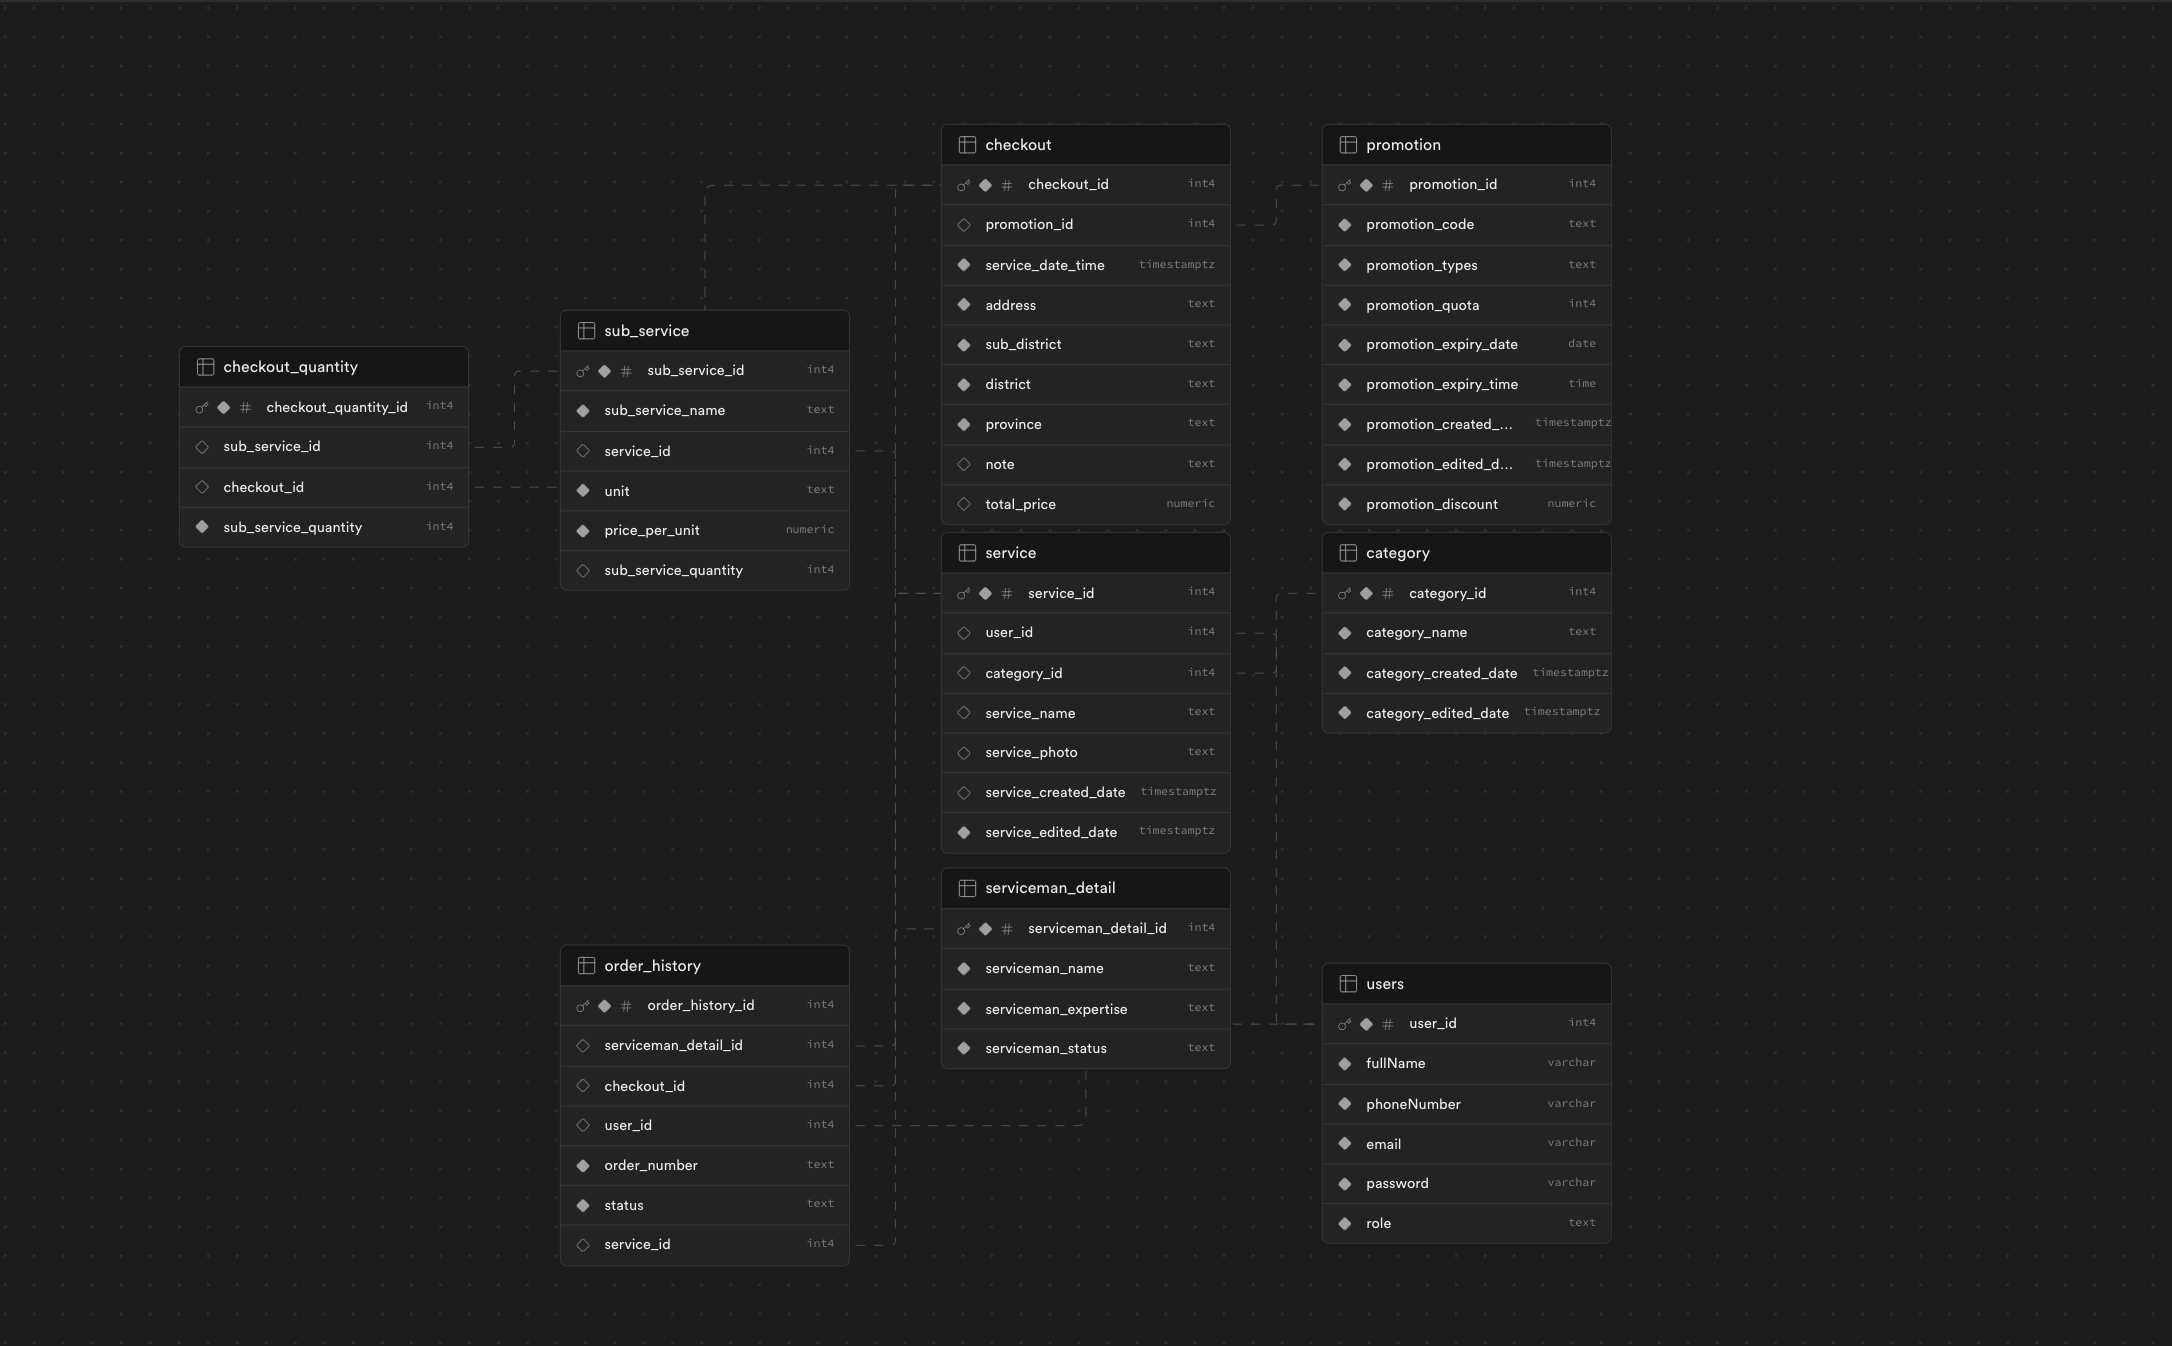 checkout
# checkout_id int4
promotion_id int4
service_date_time timestamptz
address text
sub_district text
district text
province text
note text
total_price numeric
promotion
# promotion_id int4
promotion_code text
promotion_types text
promotion_quota int4
promotion_expiry_date date
promotion_expiry_time time
promotion_created_... timestamptz
promotion_edited_d... timestamptz
promotion_discount numeric
sub_service
# sub_service_id int4
sub_service_name text
service_id int4
unit text
price_per_unit numeric
sub_service_quantity int4
checkout_quantity
# checkout_quantity_id int4
sub_service_id int4
checkout_id int4
sub_service_quantity int4
service
# service_id int4
user_id int4
category_id int4
service_name text
service_photo text
service_created_date timestamptz
service_edited_date timestamptz
category
# category_id int4
category_name text
category_created_date timestamptz
category_edited_date timestamptz
serviceman_detail
# serviceman_detail_id int4
serviceman_name text
serviceman_expertise text
serviceman_status text
order_history
# order_history_id int4
serviceman_detail_id int4
checkout_id int4
user_id int4
order_number text
status text
service_id int4
users
# user_id int4
fullName varchar
phoneNumber varchar
email varchar
password varchar
role text